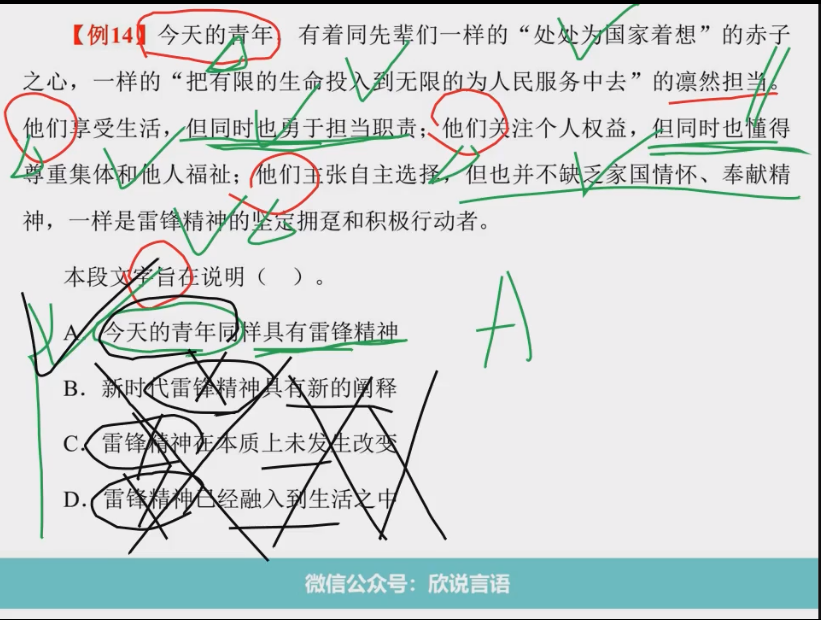 【例14】今天的青年，有着同先辈们一样的“处处为国家着想”的赤子
之心，一样的“把有限的生命投入到无限的为人民服务中去”的凛然担当。
他们享受生活，但同时也勇于担当职责；他们关注个人权益，但同时也懂得
尊重集体和他人福祉；他们主张自主选择，但也并不缺乏家国情怀、奉献精
神，一样是雷锋精神的坚定拥趸和积极行动者。
本段文字旨在说明（　）。
A. 今天的青年同样具有雷锋精神
A
B. 新时代雷锋精神具有新的阐释
C. 雷锋精神在本质上未发生改变
D. 雷锋精神已经融入到生活之中
微信公众号：欣说言语